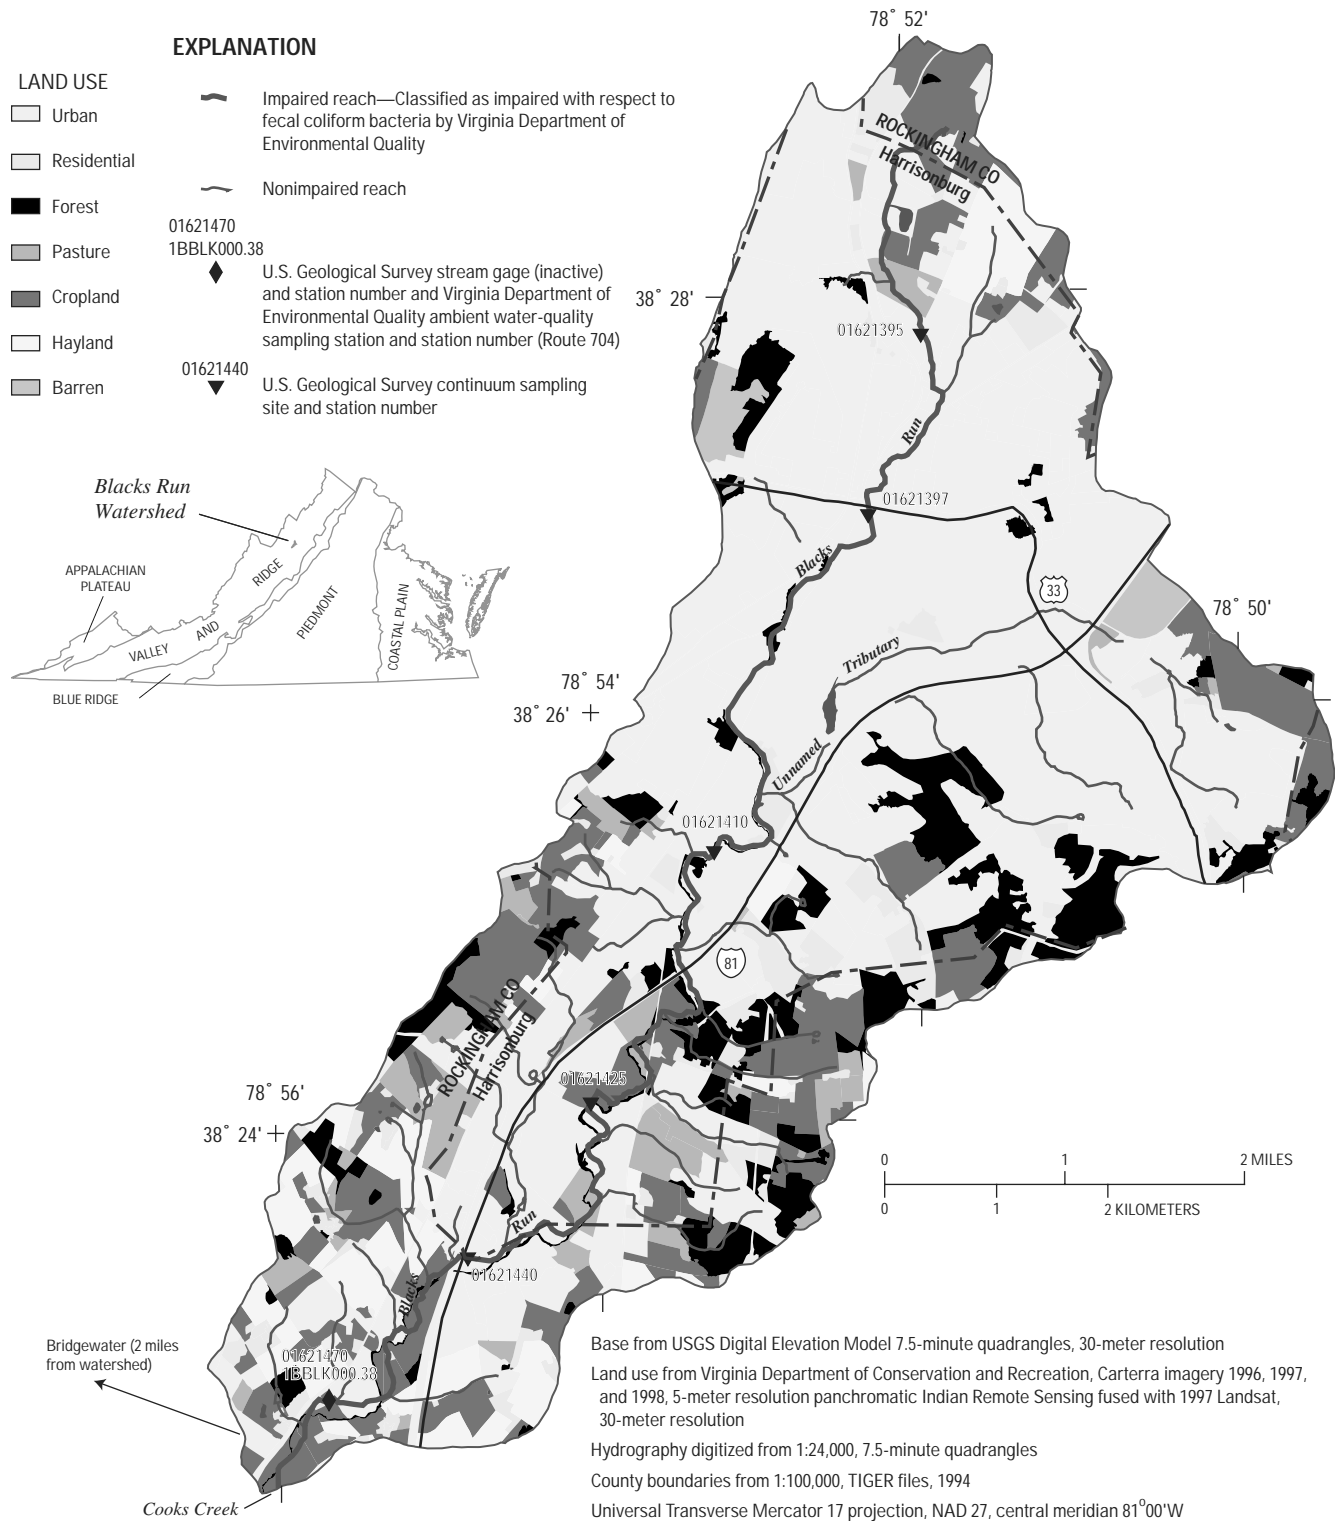 EXPLANATION
LAND USE
Urban
Residential
Forest
Pasture
Cropland
Hayland
Barren
Impaired reach—Classified as impaired with respect to
fecal coliform bacteria by Virginia Department of
Environmental Quality
Nonimpaired reach
01621470
1BBLK000.38
U.S. Geological Survey stream gage (inactive)
and station number and Virginia Department of
Environmental Quality ambient water-quality
sampling station and station number (Route 704)
01621440
U.S. Geological Survey continuum sampling
site and station number
Blacks Run
Watershed
APPALACHIAN
PLATEAU
VALLEY
AND
RIDGE
BLUE RIDGE
PIEDMONT
COASTAL PLAIN
78° 52'
ROCKINGHAM CO
Harrisonburg
38° 28'
01621395
Run
01621397
Blacks
33
78° 50'
Tributary
78° 54'
38° 26'
Unnamed
01621410
81
ROCKINGHAM CO
Harrisonburg
01621425
78° 56'
38° 24'
0 1 2 MILES
0 1 2 KILOMETERS
Run
01621440
Blacks
Bridgewater (2 miles
from watershed)
01621470
1BBLK000.38
Cooks Creek
Base from USGS Digital Elevation Model 7.5-minute quadrangles, 30-meter resolution
Land use from Virginia Department of Conservation and Recreation, Carterra imagery 1996, 1997,
and 1998, 5-meter resolution panchromatic Indian Remote Sensing fused with 1997 Landsat,
30-meter resolution
Hydrography digitized from 1:24,000, 7.5-minute quadrangles
County boundaries from 1:100,000, TIGER files, 1994
Universal Transverse Mercator 17 projection, NAD 27, central meridian 81°00'W